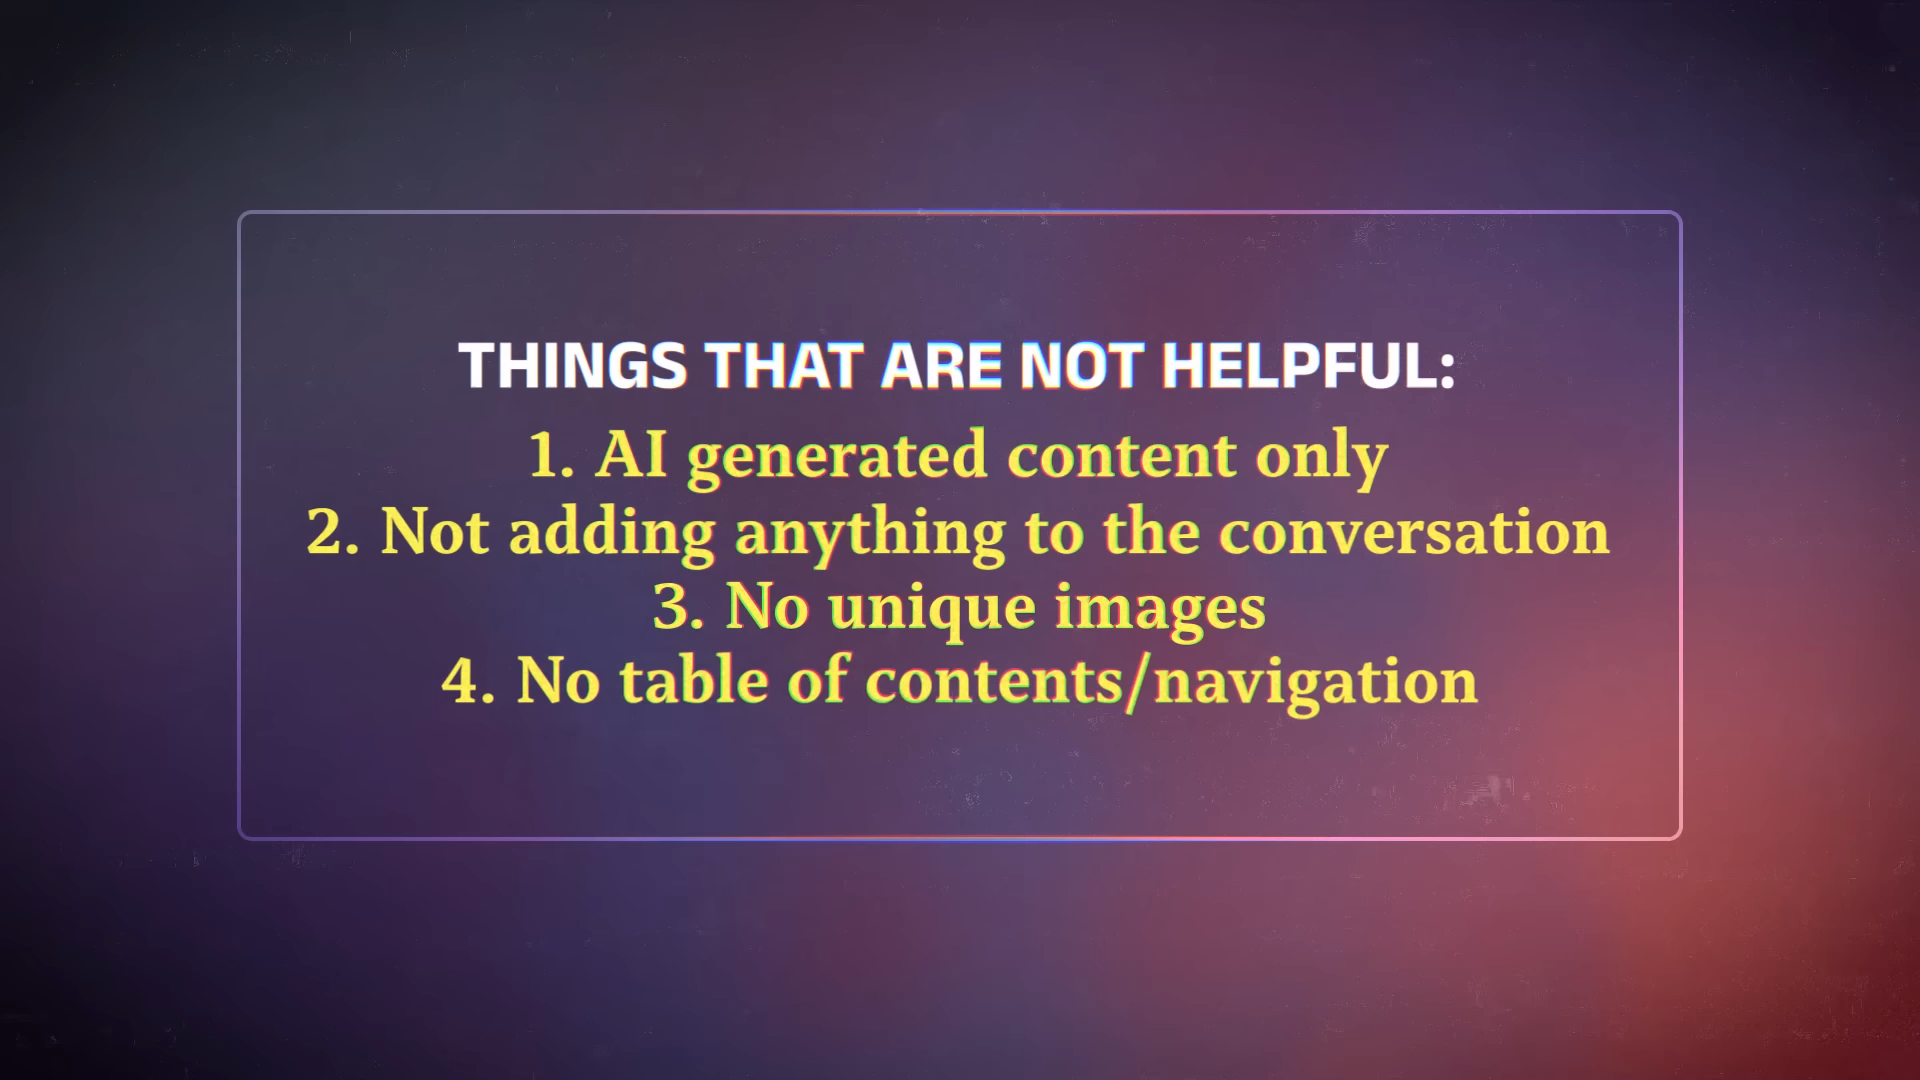 THINGS THAT ARE NOT HELPFUL:
1. AI generated content only
2. Not adding anything to the conversation
3. No unique images
4. No table of contents/navigation